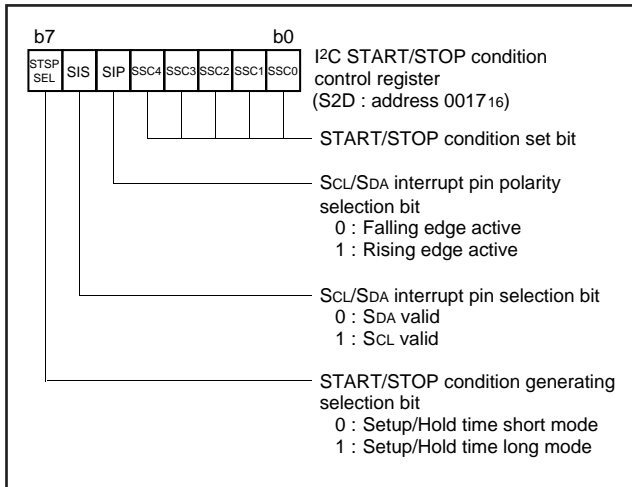 b7 b0
STSP SEL SIS SIP SSC4 SSC3 SSC2 SSC1 SSC0
I2C START/STOP condition
control register
(S2D : address 001716)
START/STOP condition set bit
SCL/SDA interrupt pin polarity
selection bit
0 : Falling edge active
1 : Rising edge active
SCL/SDA interrupt pin selection bit
0 : SDA valid
1 : SCL valid
START/STOP condition generating
selection bit
0 : Setup/Hold time short mode
1 : Setup/Hold time long mode